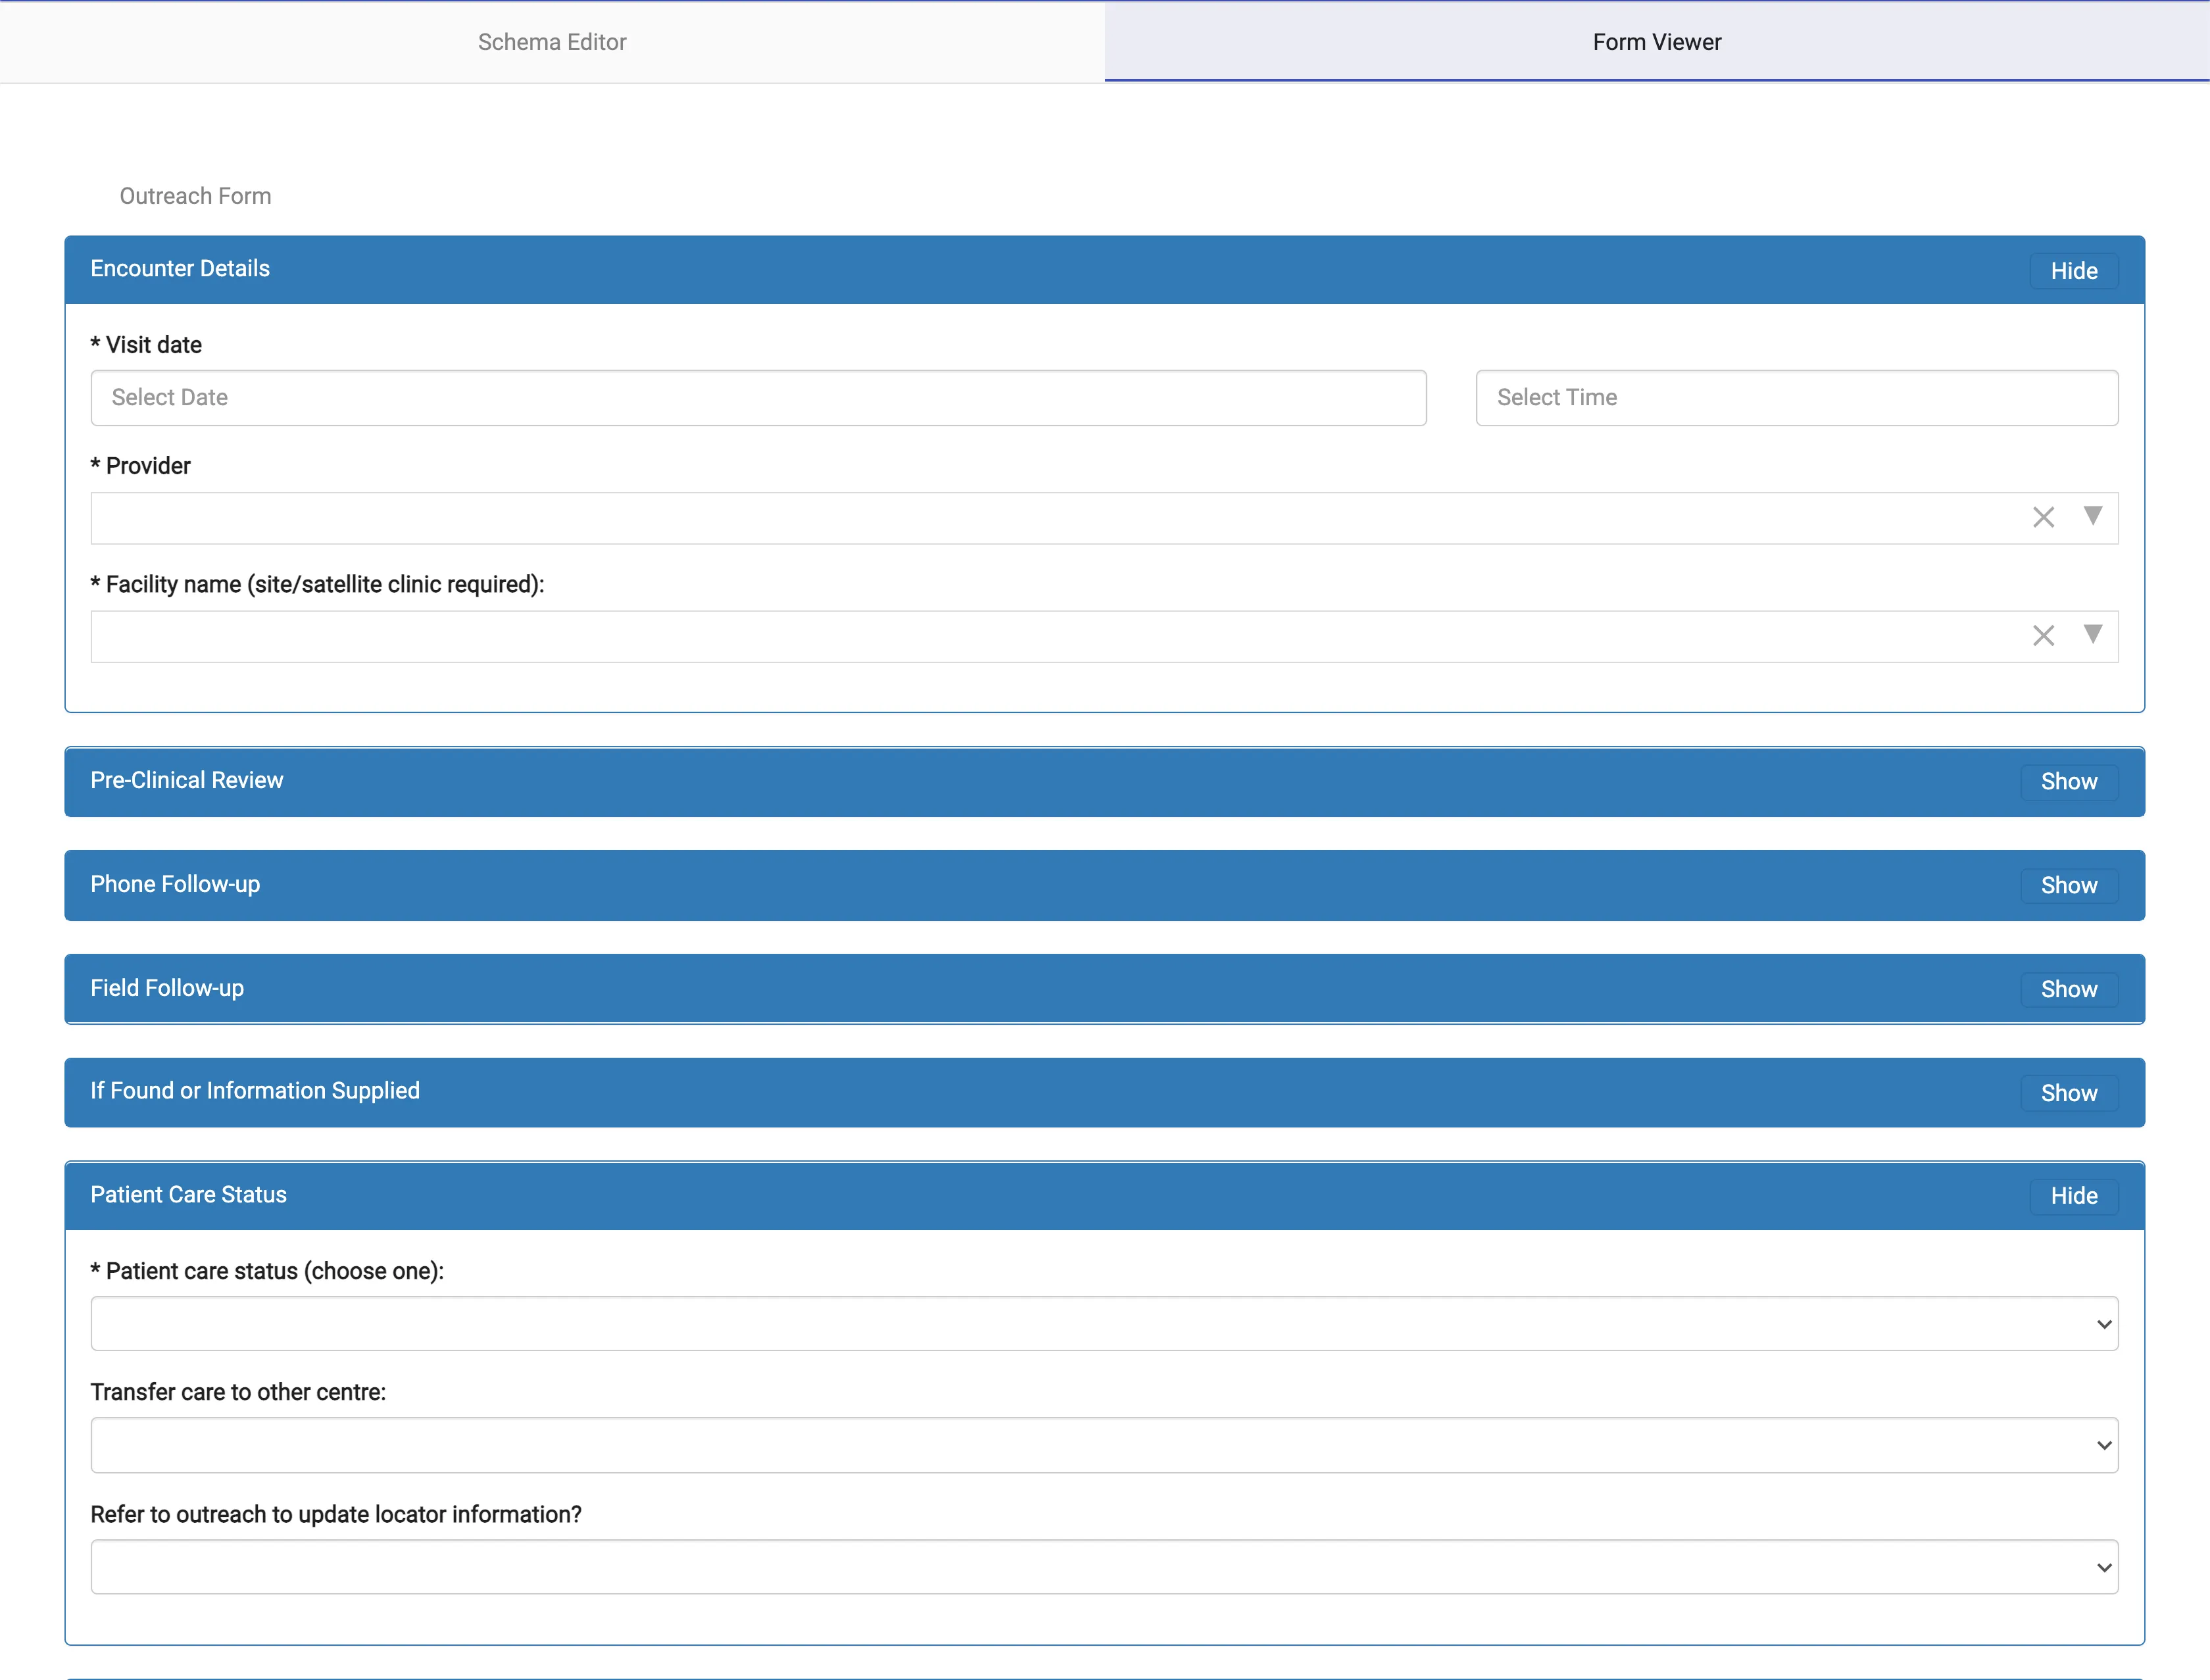 Schema Editor
Form Viewer
Outreach Form
Encounter Details
Hide
* Visit date
Select Date
Select Time
* Provider
* Facility name (site/satellite clinic required):
Pre-Clinical Review
Show
Phone Follow-up
Show
Field Follow-up
Show
If Found or Information Supplied
Show
Patient Care Status
Hide
* Patient care status (choose one):
Transfer care to other centre:
Refer to outreach to update locator information?